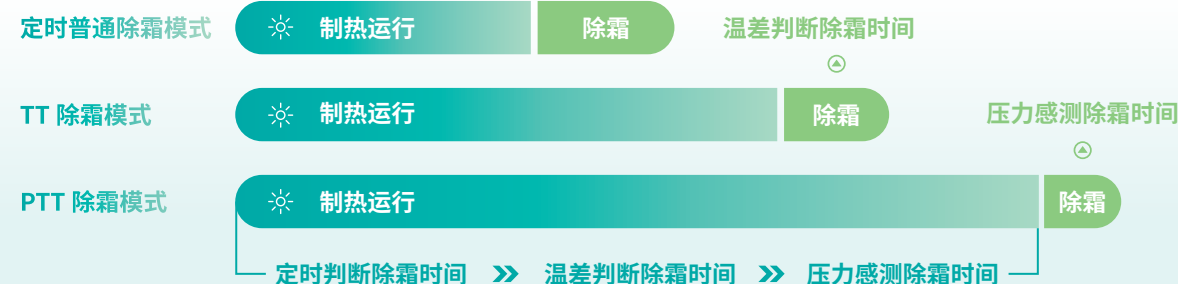 定时普通除霜模式 制热运行 除霜 温差判断除霜时间
TT 除霜模式 制热运行 除霜 压力感测除霜时间
PTT 除霜模式 制热运行 除霜
定时判断除霜时间 温差判断除霜时间 压力感测除霜时间